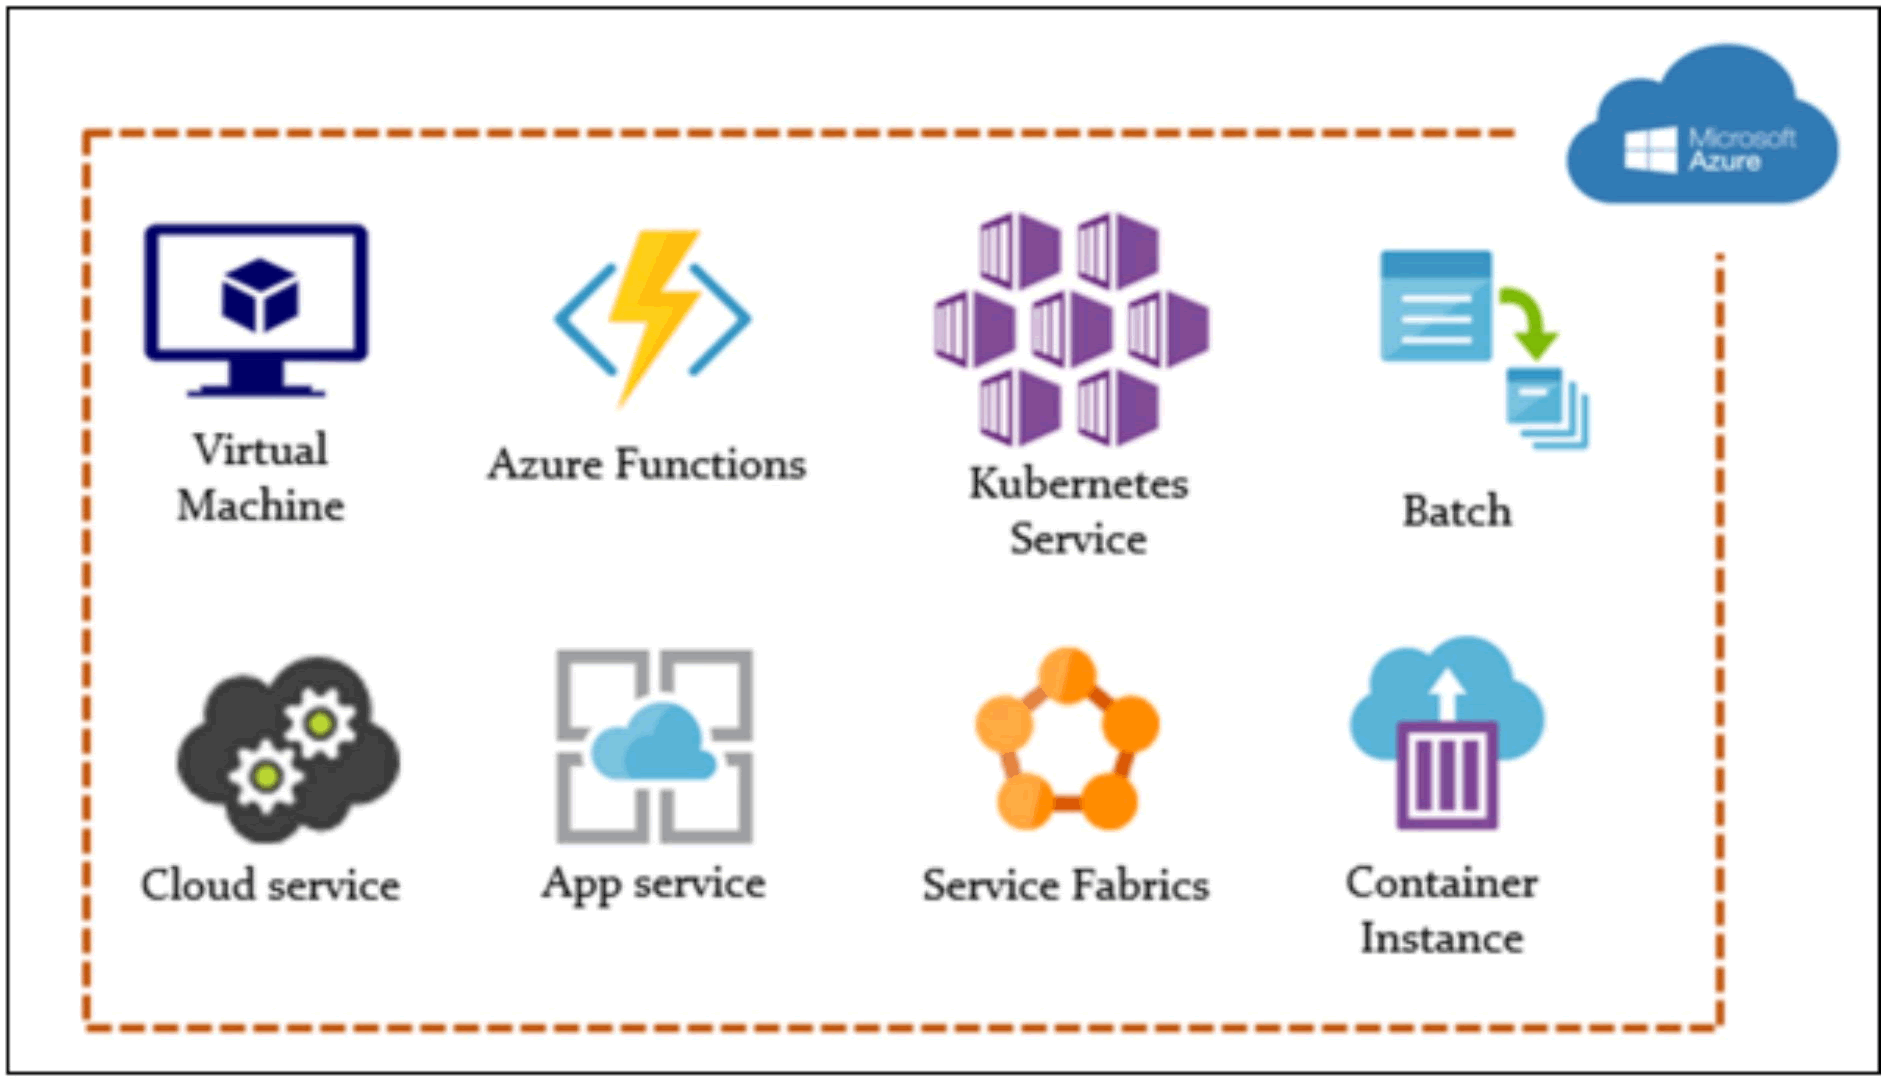 Microsoft
Azure
Virtual
Machine
Azure Functions
Kubernetes
Service
Batch
Cloud service
App service
Service Fabrics
Container
Instance